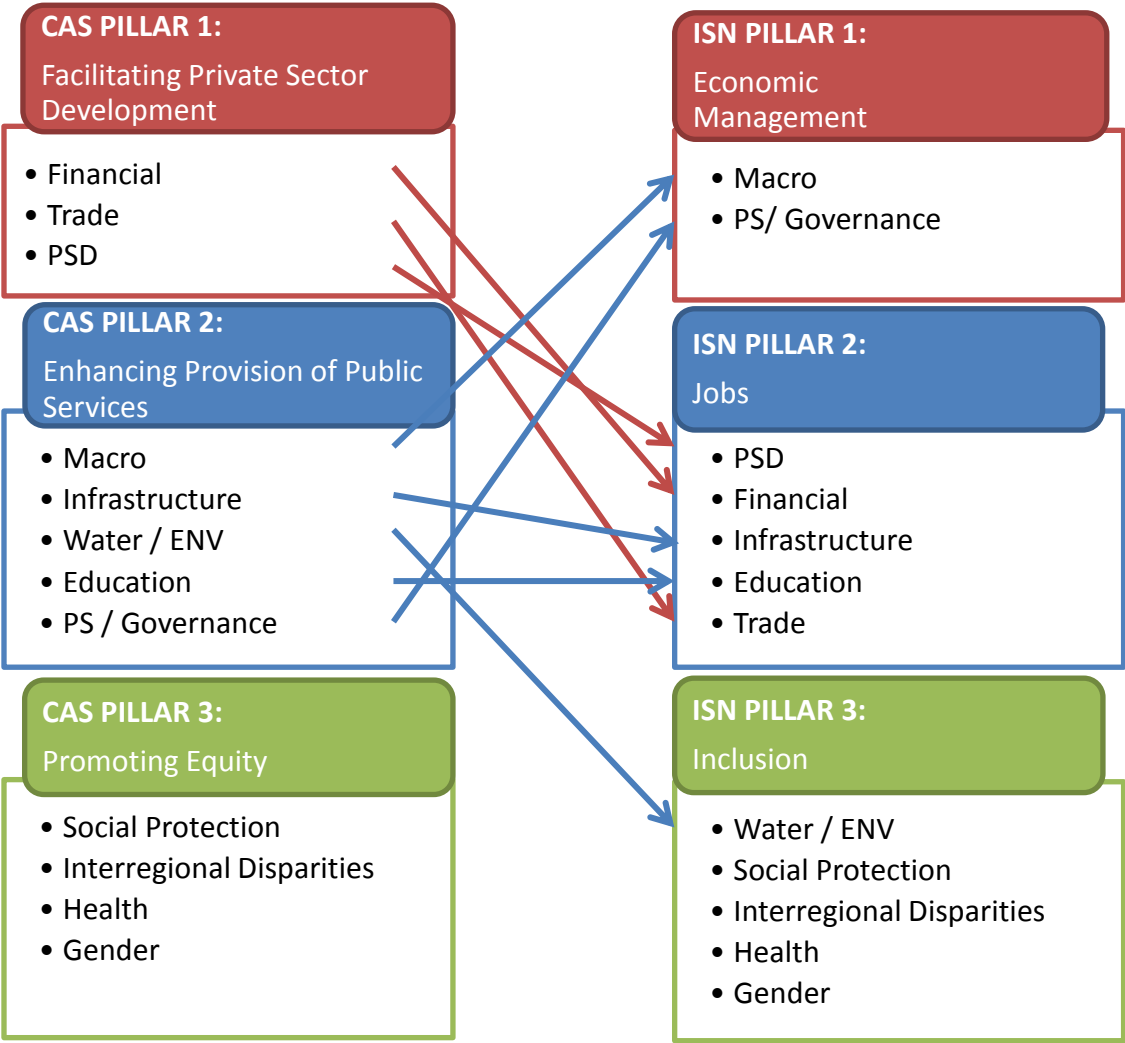 CAS PILLAR 1:
Facilitating Private Sector
Development
• Financial
• Trade
• PSD
CAS PILLAR 2:
Enhancing Provision of Public
Services
• Macro
• Infrastructure
• Water / ENV
• Education
• PS / Governance
CAS PILLAR 3:
Promoting Equity
• Social Protection
• Interregional Disparities
• Health
• Gender
ISN PILLAR 1:
Economic
Management
• Macro
• PS/ Governance
ISN PILLAR 2:
Jobs
• PSD
• Financial
• Infrastructure
• Education
• Trade
ISN PILLAR 3:
Inclusion
• Water / ENV
• Social Protection
• Interregional Disparities
• Health
• Gender